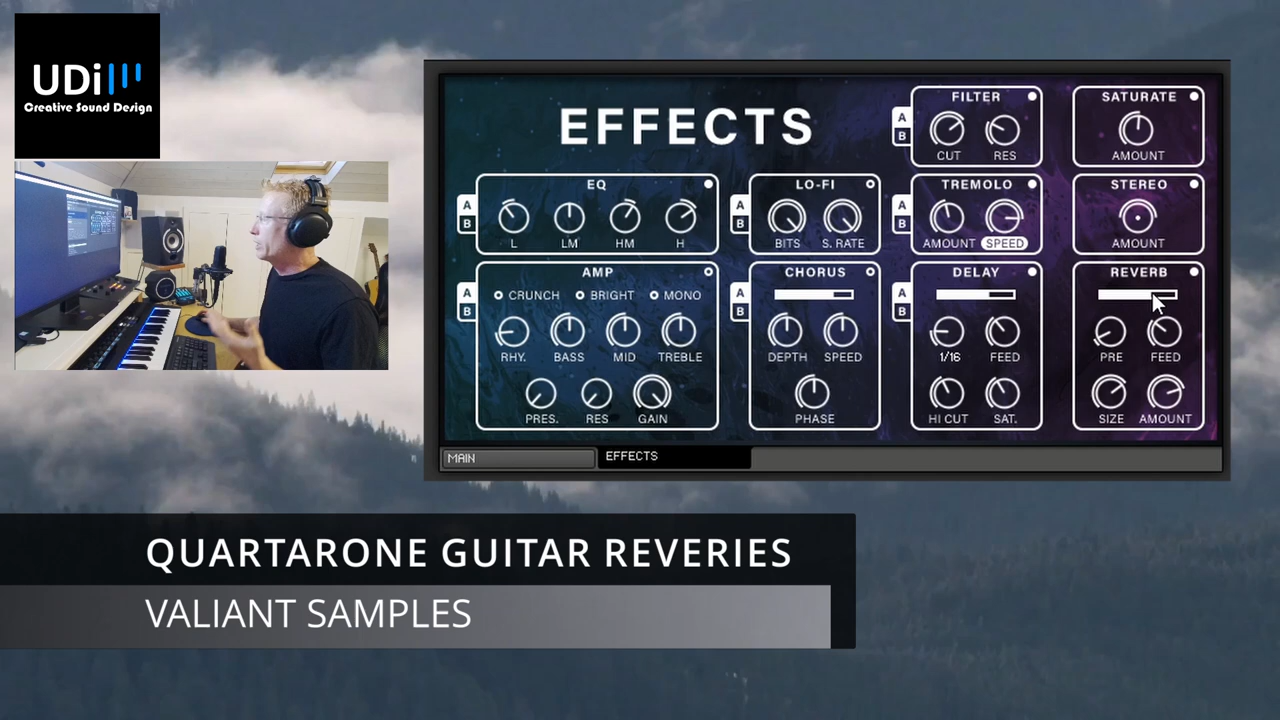 UDi
Creative Sound Design
EFFECTS
A
B
FILTER
CUT RES
SATURATE
AMOUNT
A
B
EQ
L LM HM H
A
B
LO-FI
BITS S. RATE
A
B
TREMOLO
AMOUNT SPEED
STEREO
AMOUNT
A
B
AMP
CRUNCH BRIGHT MONO
RHY. BASS MID TREBLE
PRES. RES GAIN
A
B
CHORUS
DEPTH SPEED
PHASE
A
B
DELAY
1/16 FEED
HI CUT SAT.
REVERB
PRE FEED
SIZE AMOUNT
MAIN EFFECTS
QUARTARONE GUITAR REVERIES
VALIANT SAMPLES